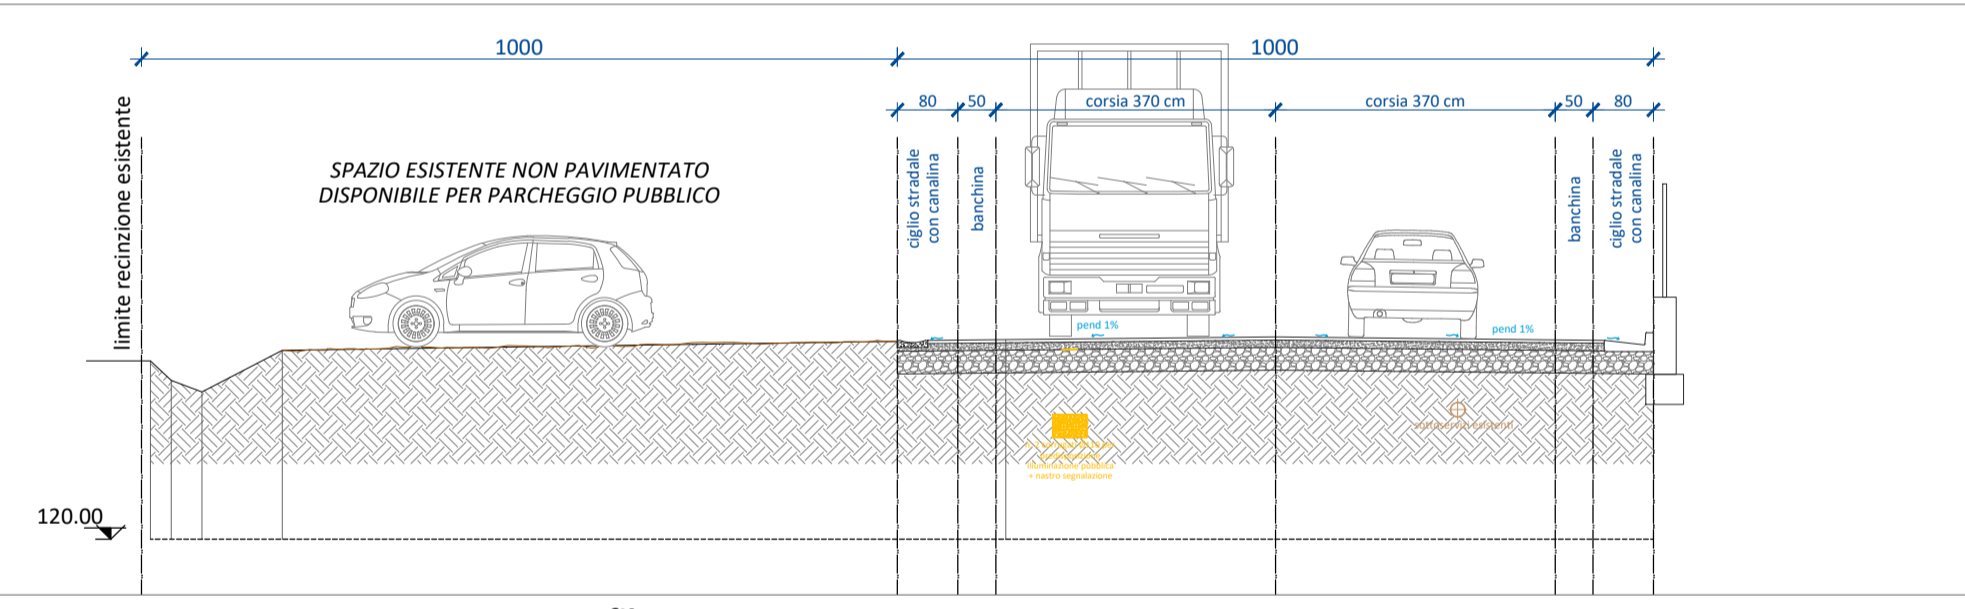 1000
1000
80
50
corsia 370 cm
corsia 370 cm
50
80
limite recinzione esistente
SPAZIO ESISTENTE NON PAVIMENTATO
DISPONIBILE PER PARCHEGGIO PUBBLICO
ciglio stradale
con canalina
banchina
banchina
ciglio stradale
con canalina
pend 1%
pend 1%
sottoservizi esistenti
illuminazione pubblica
+ nastro segnalazione
120.00